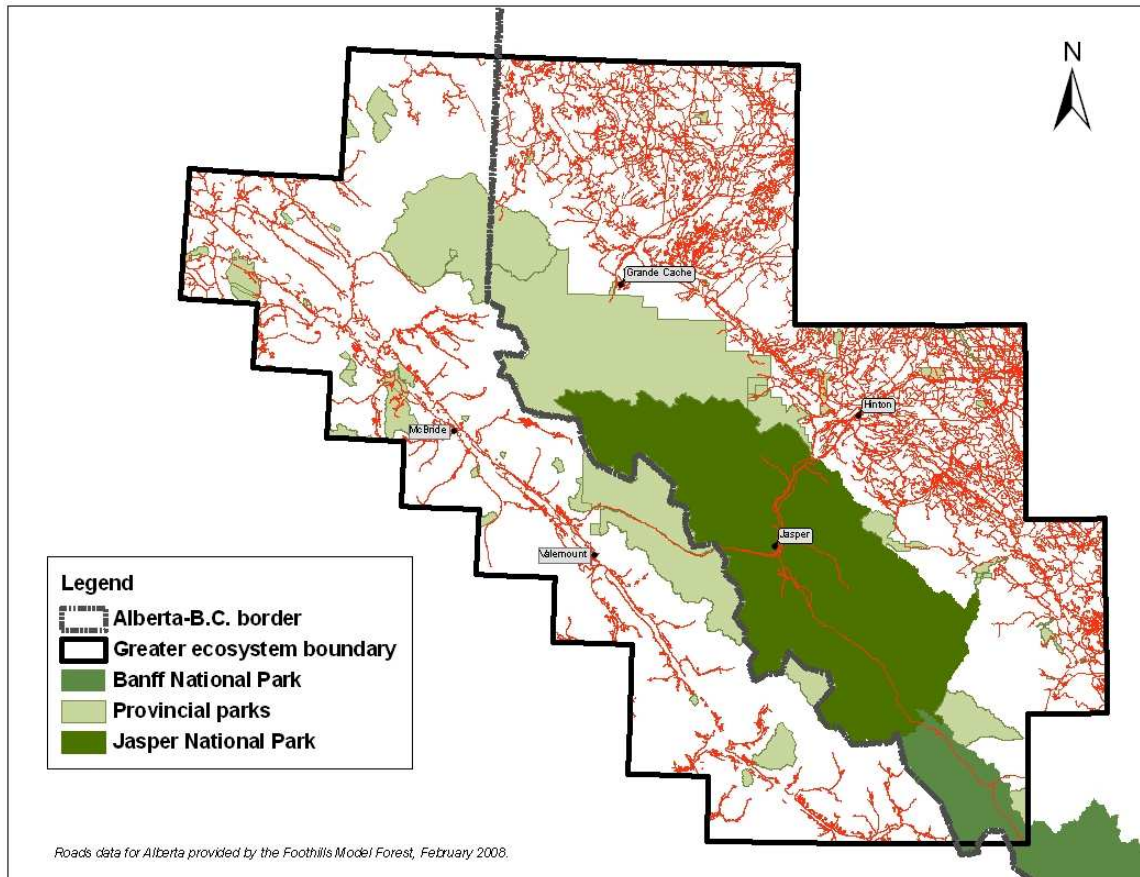 N
Grande Cache
Hinton
McBride
Jasper
Valemount
Legend
Alberta-B.C. border
Greater ecosystem boundary
Banff National Park
Provincial parks
Jasper National Park
Roads data for Alberta provided by the Foothills Model Forest, February 2008.